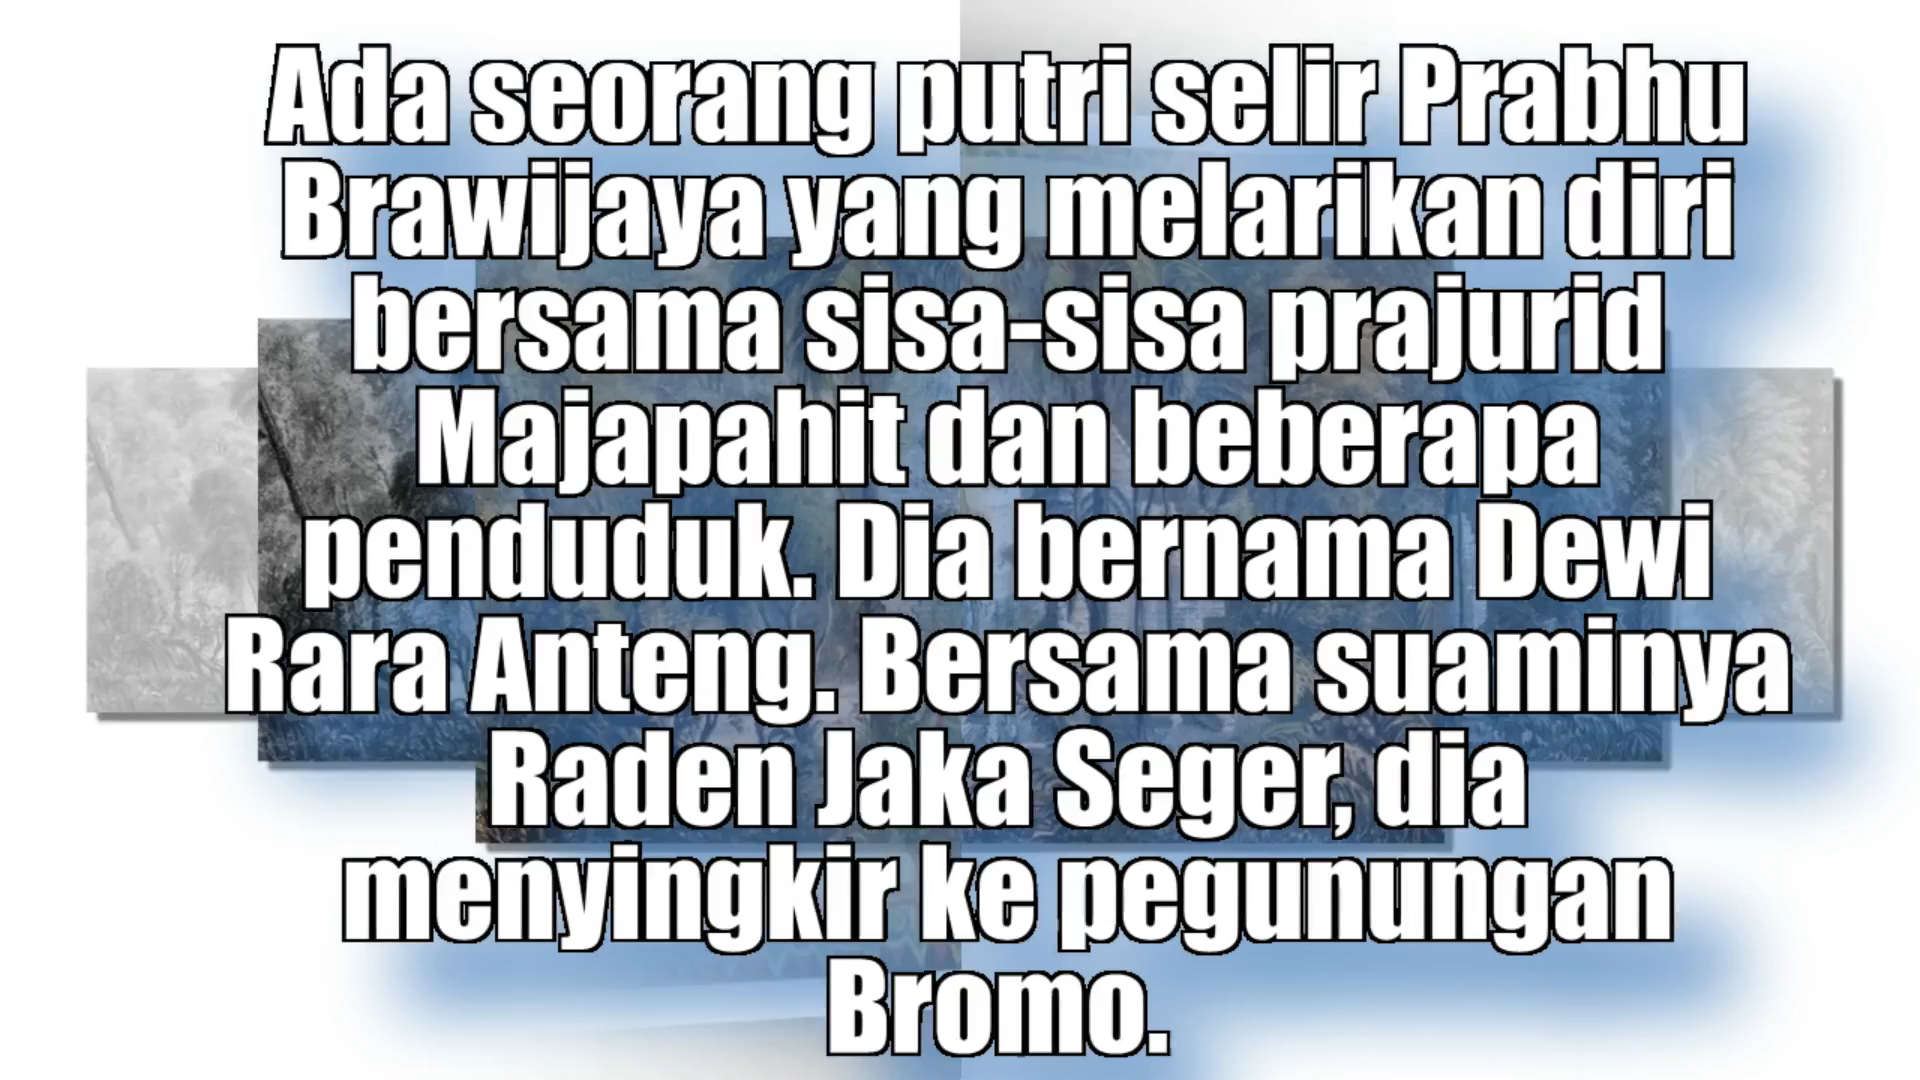 Ada seorang putri selir Prabhu
Brawijaya yang melarikan diri
bersama sisa-sisa prajurid
Majapahit dan beberapa
penduduk. Dia bernama Dewi
Rara Anteng. Bersama suaminya
Raden Jaka Seger, dia
menyingkir ke pegunungan
Bromo.